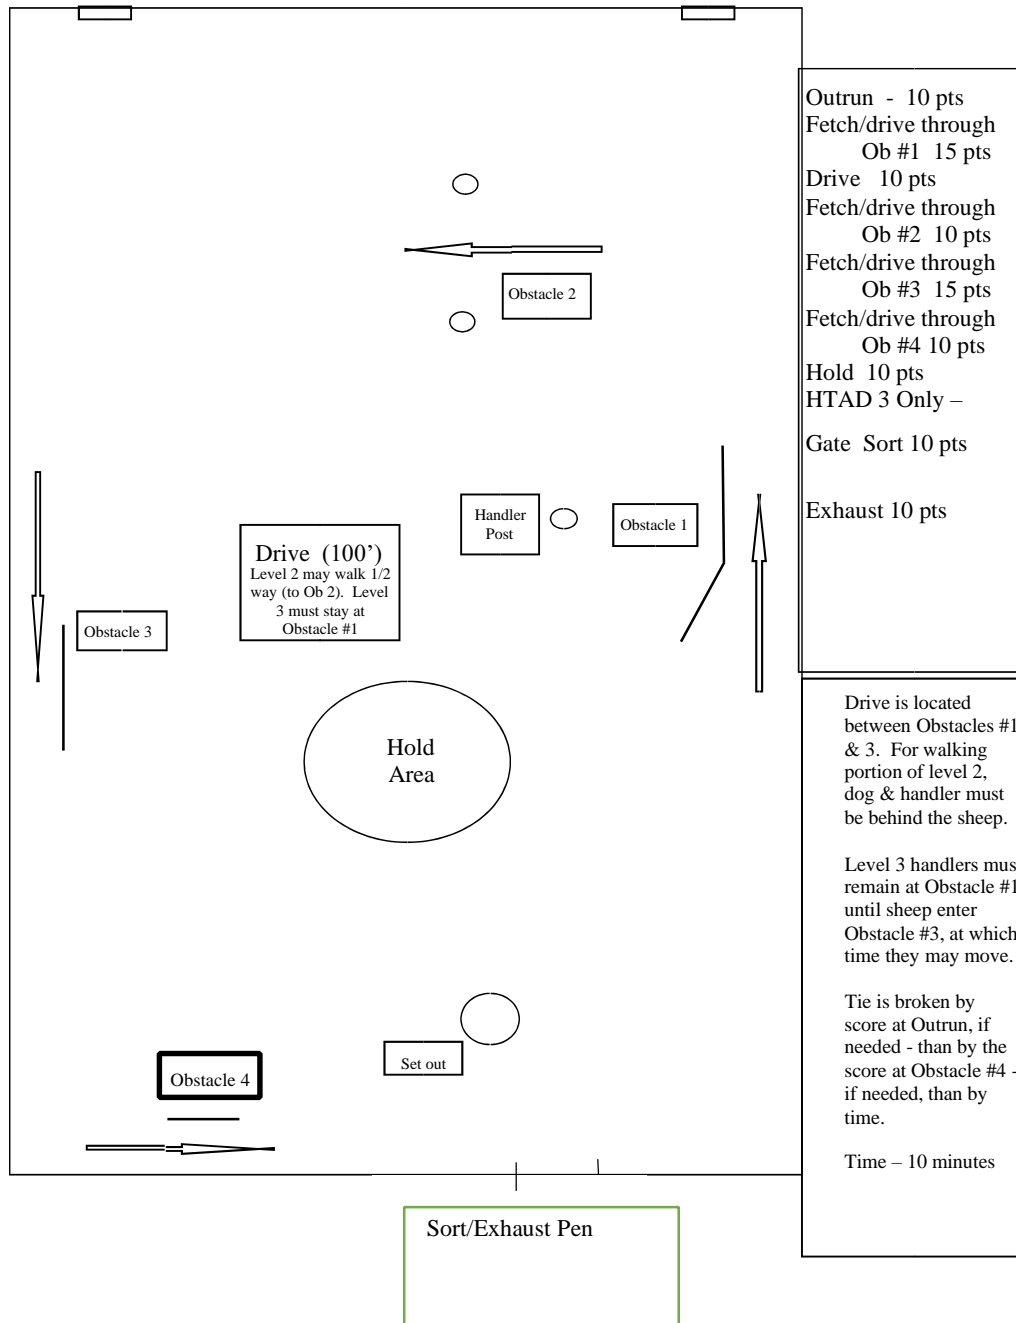 Outrun - 10 pts
Fetch/drive through
Ob #1 15 pts
Drive 10 pts
Fetch/drive through
Ob #2 10 pts
Fetch/drive through
Ob #3 15 pts
Fetch/drive through
Ob #4 10 pts
Hold 10 pts
HTAD 3 Only –
Gate Sort 10 pts
Exhaust 10 pts
Obstacle 2
Handler
Post
Obstacle 1
Drive (100')
Level 2 may walk 1/2
way (to Ob 2). Level
3 must stay at
Obstacle #1
Obstacle 3
Hold
Area
Drive is located
between Obstacles #1
& 3. For walking
portion of level 2,
dog & handler must
be behind the sheep.
Level 3 handlers mus
remain at Obstacle #1
until sheep enter
Obstacle #3, at which
time they may move.
Tie is broken by
score at Outrun, if
needed - than by the
score at Obstacle #4 -
if needed, than by
time.
Time – 10 minutes
Set out
Obstacle 4
Sort/Exhaust Pen